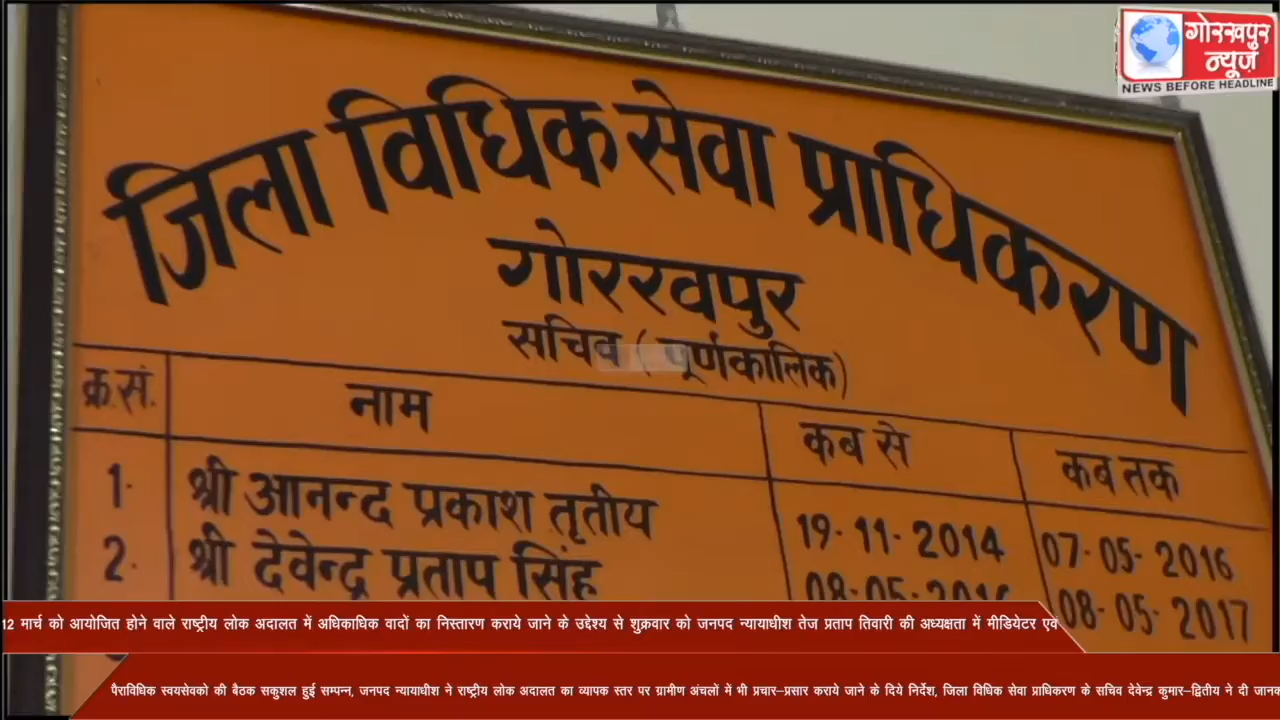 गोरखपुर
न्यूज़
NEWS BEFORE HEADLINE
जिला विधिक सेवा प्राधिकरण
गोरखपुर
सचिव (पूर्णकालिक)
क्र.सं. नाम कब से कब तक
1. श्री आनन्द प्रकाश तृतीय 19-11-2014 07-05-2016
2. श्री देवेन्द्र प्रताप सिंह 08-05-2016 08-05-2017
12 मार्च को आयोजित होने वाले राष्ट्रीय लोक अदालत में अधिकाधिक वादों का निस्तारण कराये जाने के उद्देश्य से शुक्रवार को जनपद न्यायाधीश तेज प्रताप तिवारी की अध्यक्षता में मीडियेटर एवं
पैराविधिक स्वयसेवको की बैठक सकुशल हुई सम्पन्न, जनपद न्यायाधीश ने राष्ट्रीय लोक अदालत का व्यापक स्तर पर ग्रामीण अंचलों में भी प्रचार–प्रसार कराये जाने के दिये निर्देश, जिला विधिक सेवा प्राधिकरण के सचिव देवेन्द्र कुमार–द्वितीय ने दी